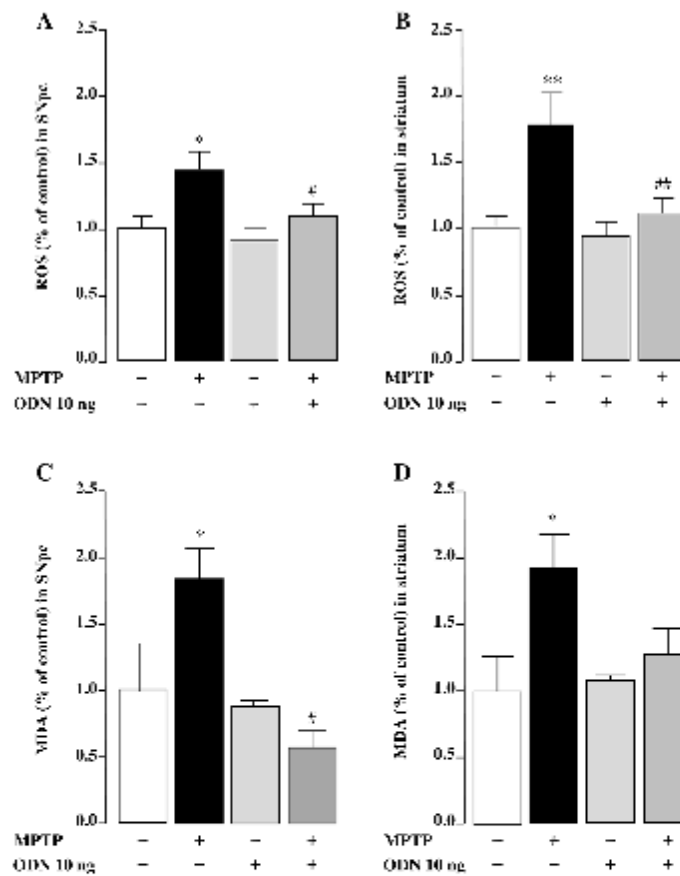 A
ROS (% of control) in SNpc
2.5
2.0
1.5
1.0
0.5
0.0
*
#
MPTP – + – +
ODN 10 ng – – + +
B
ROS (% of control) in striatum
2.5
2.0
1.5
1.0
0.5
0.0
**
##
MPTP – + – +
ODN 10 ng – – + +
C
MDA (% of control) in SNpc
2.5
2.0
1.5
1.0
0.5
0.0
*
#
MPTP – + – +
ODN 10 ng – – + +
D
MDA (% of control) in striatum
2.5
2.0
1.5
1.0
0.5
0.0
*
MPTP – + – +
ODN 10 ng – – + +